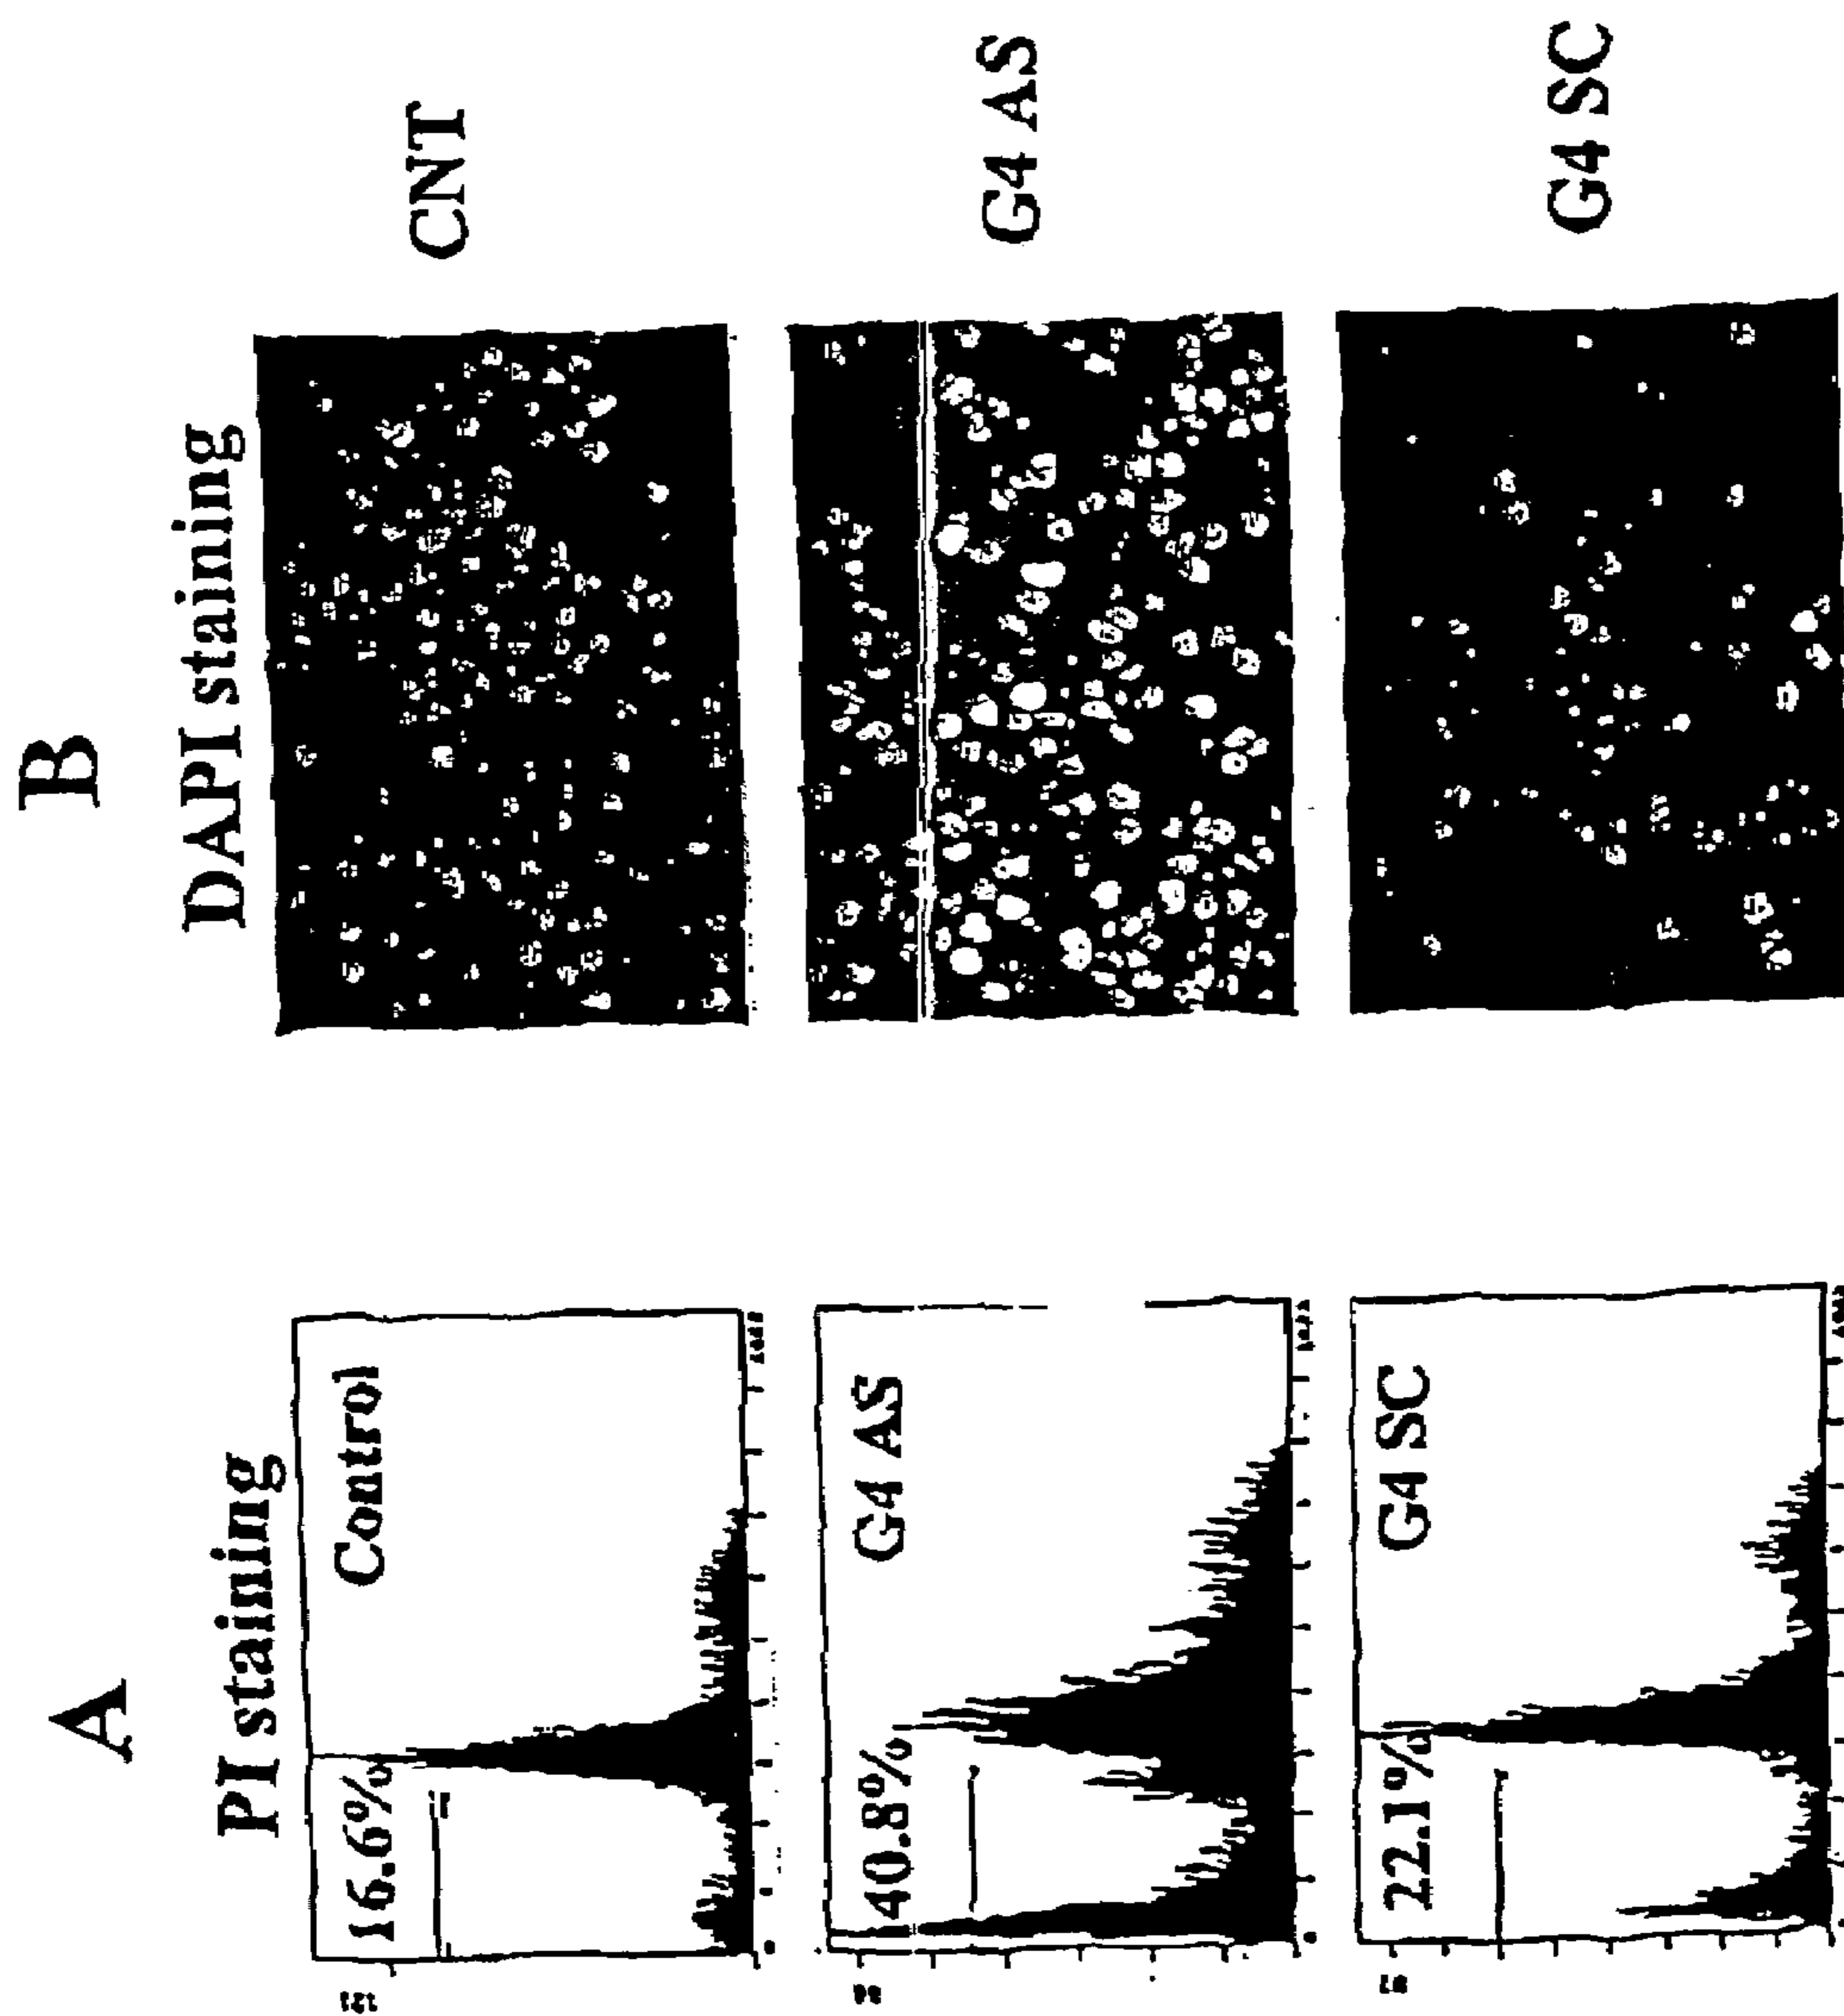 A
PI staining
16.6%
Control
40.8%
G4 AS
22.1%
G4 SC
B
DAPI staining
CNT
G4 AS
G4 SC